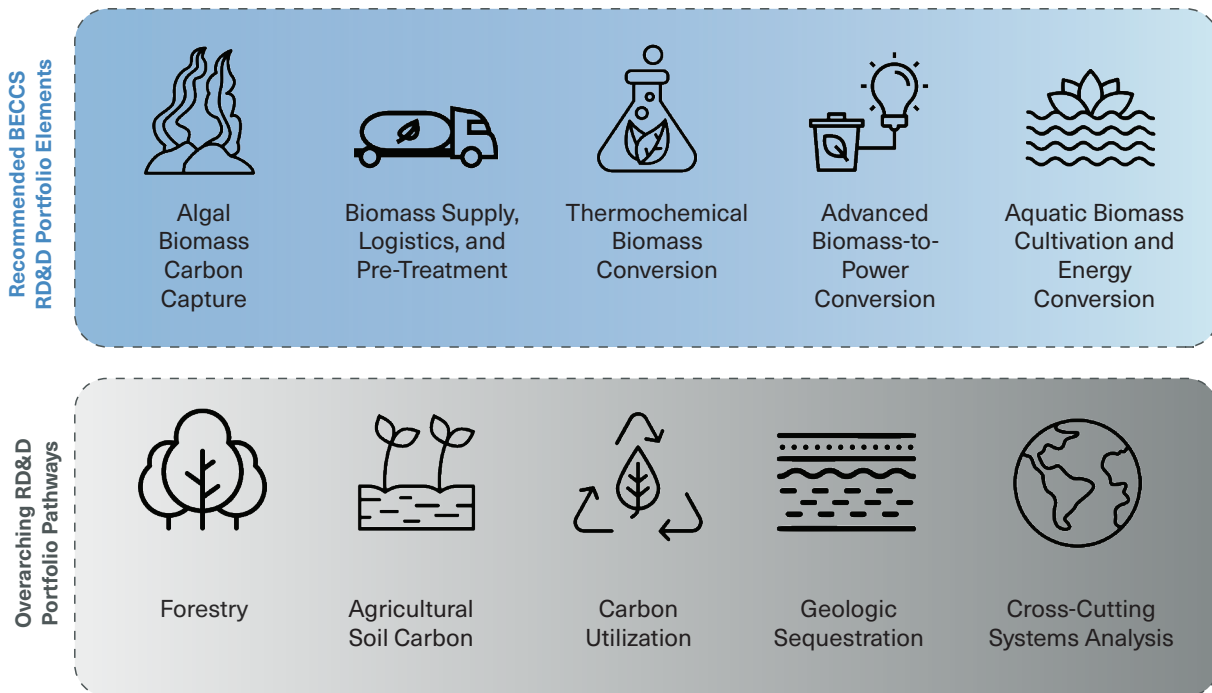 Recommended BECCS
RD&D Portfolio Elements
Algal
Biomass
Carbon
Capture
Biomass Supply,
Logistics, and
Pre-Treatment
Thermochemical
Biomass
Conversion
Advanced
Biomass-to-
Power
Conversion
Aquatic Biomass
Cultivation and
Energy
Conversion
Overarching RD&D
Portfolio Pathways
Forestry
Agricultural
Soil Carbon
Carbon
Utilization
Geologic
Sequestration
Cross-Cutting
Systems Analysis